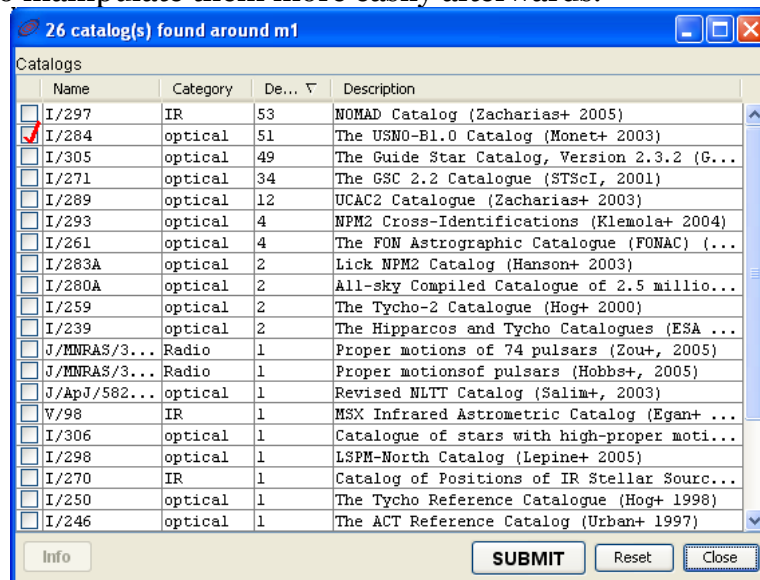 to manipulate them more easily afterwards.
26 catalog(s) found around m1
Catalogs
Name Category De... Description
I/297 IR 53 NOMAD Catalog (Zacharias+ 2005)
I/284 optical 51 The USNO-B1.0 Catalog (Monet+ 2003)
I/305 optical 49 The Guide Star Catalog, Version 2.3.2 (G...
I/271 optical 34 The GSC 2.2 Catalogue (STScI, 2001)
I/289 optical 12 UCAC2 Catalogue (Zacharias+ 2003)
I/293 optical 4 NPM2 Cross-Identifications (Klemola+ 2004)
I/261 optical 4 The FON Astrographic Catalogue (FONAC) (...
I/283A optical 2 Lick NPM2 Catalog (Hanson+ 2003)
I/280A optical 2 All-sky Compiled Catalogue of 2.5 millio...
I/259 optical 2 The Tycho-2 Catalogue (Hog+ 2000)
I/239 optical 2 The Hipparcos and Tycho Catalogues (ESA ...
J/MNRAS/3... Radio 1 Proper motions of 74 pulsars (Zou+, 2005)
J/MNRAS/3... Radio 1 Proper motionsof pulsars (Hobbs+, 2005)
J/ApJ/582... optical 1 Revised NLTT Catalog (Salim+, 2003)
V/98 IR 1 MSX Infrared Astrometric Catalog (Egan+ ...
I/306 optical 1 Catalogue of stars with high-proper moti...
I/298 optical 1 LSPM-North Catalog (Lepine+ 2005)
I/270 IR 1 Catalog of Positions of IR Stellar Sourc...
I/250 optical 1 The Tycho Reference Catalogue (Hog+ 1998)
I/246 optical 1 The ACT Reference Catalog (Urban+ 1997)
Info SUBMIT Reset Close